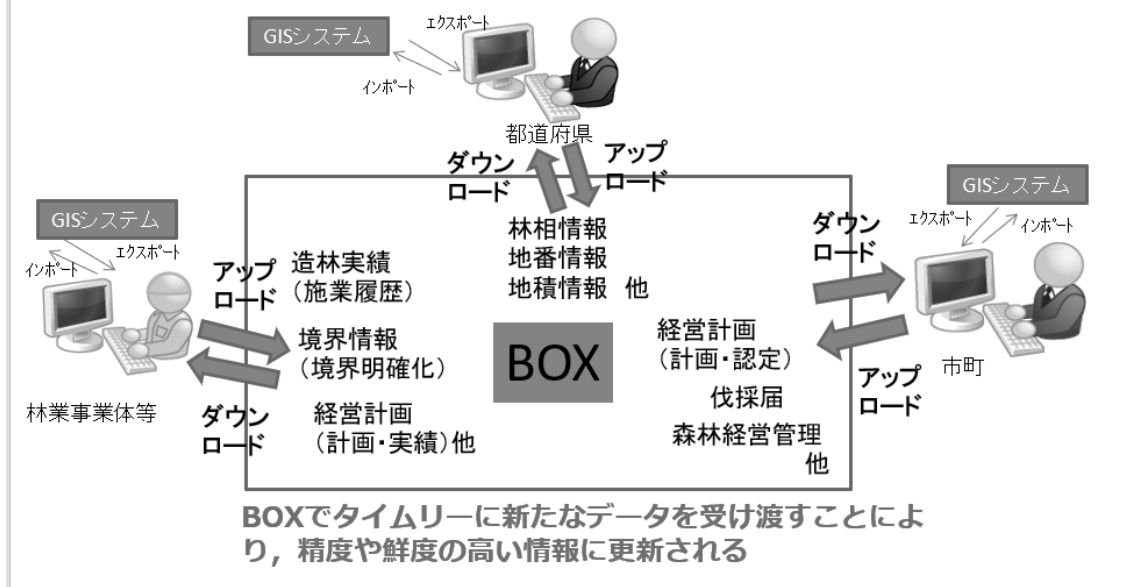 GISシステム
エクスポート
インポート
都道府県
ダウン
ロード
アップ
ロード
林相情報
地番情報
地積情報 他
GISシステム
エクスポート
インポート
アップ
ロード
林業事業体等
ダウン
ロード
造林実績
（施業履歴）
境界情報
（境界明確化）
経営計画
（計画・実績）他
BOX
GISシステム
エクスポート
インポート
ダウン
ロード
市町
アップ
ロード
経営計画
（計画・認定）
伐採届
森林経営管理
他
BOXでタイムリーに新たなデータを受け渡すことによ
り，精度や鮮度の高い情報に更新される